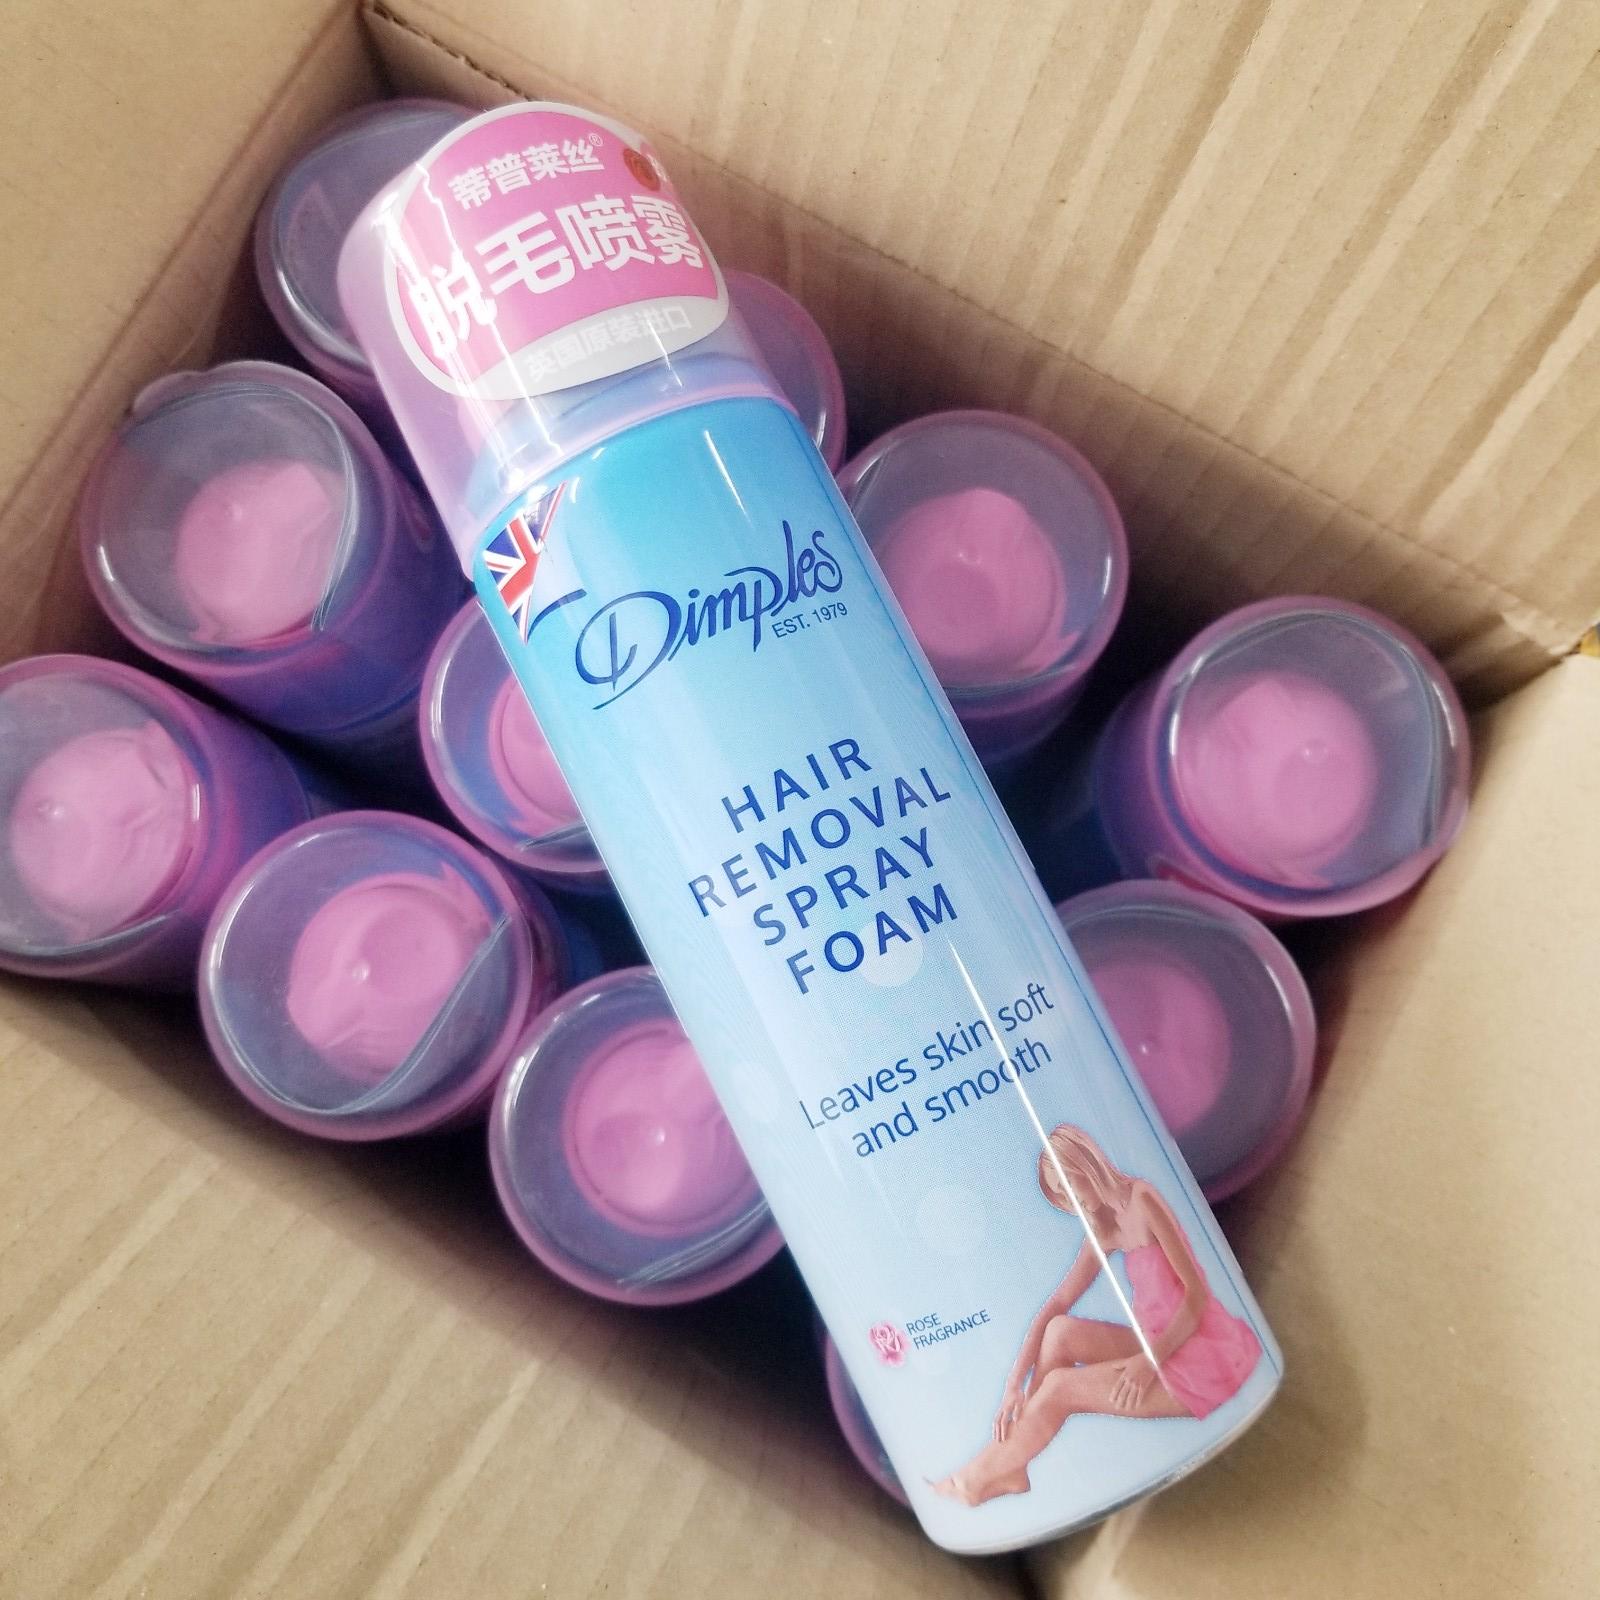 蒂普莱丝®
脱毛喷雾
英国原装进口
Dimples
EST. 1979
HAIR
REMOVAL
SPRAY
FOAM
Leaves skin soft
and smooth
ROSE
FRAGRANCE